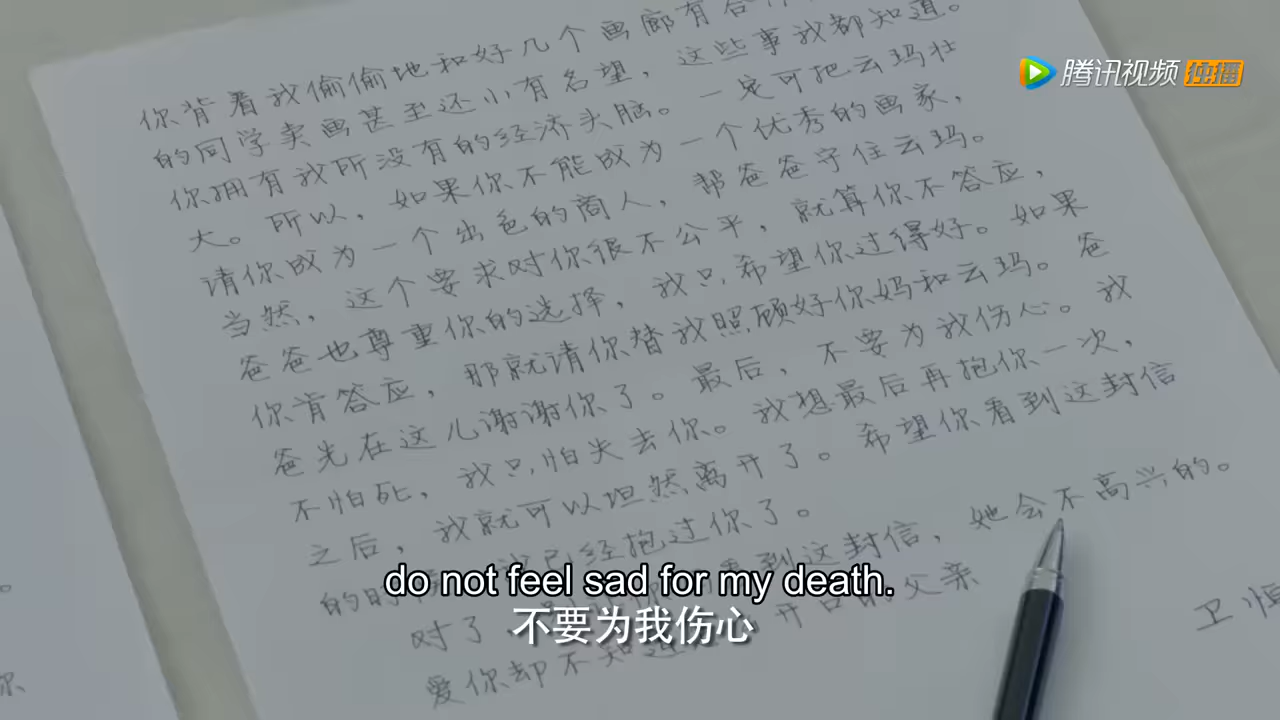 你背着我偷偷地和好几个画廊有合
的同学卖画甚至还小有名望，这些事我都知道。
你拥有我所没有的经济头脑。一定可把云玛壮
大。所以，如果你不能成为一个优秀的画家，
请你成为一个出色的商人，帮爸爸守住云玛。
当然，这个要求对你很不公平，就算你不答应，
爸爸也尊重你的选择，我只希望你过得好。如果
你肯答应，那就请你替我照顾好你妈和云玛。爸
爸先在这儿谢谢你了。最后，不要为我伤心。我
不怕死，我只怕失去你。我想最后再抱你一次，
之后，我就可以坦然离开了。希望你看到这封信
的时 我已经抱过你了。
对了 看到这封信，她会不高兴的。
爱你却不知道 开口的父亲
卫恒
腾讯视频 独播
do not feel sad for my death.
不要为我伤心